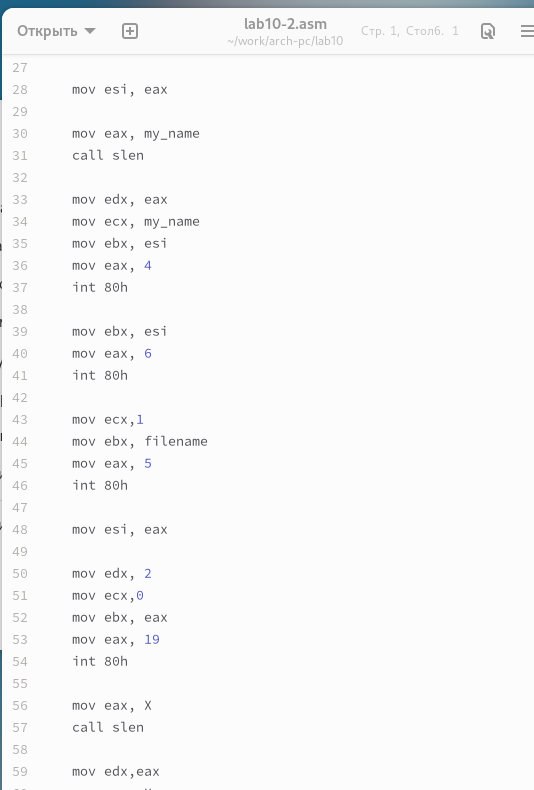 Открыть
lab10-2.asm
~/work/arch-pc/lab10
Стр. 1, Столб. 1
27
28 mov esi, eax
29
30 mov eax, my_name
31 call slen
32
33 mov edx, eax
34 mov ecx, my_name
35 mov ebx, esi
36 mov eax, 4
37 int 80h
38
39 mov ebx, esi
40 mov eax, 6
41 int 80h
42
43 mov ecx,1
44 mov ebx, filename
45 mov eax, 5
46 int 80h
47
48 mov esi, eax
49
50 mov edx, 2
51 mov ecx,0
52 mov ebx, eax
53 mov eax, 19
54 int 80h
55
56 mov eax, X
57 call slen
58
59 mov edx,eax